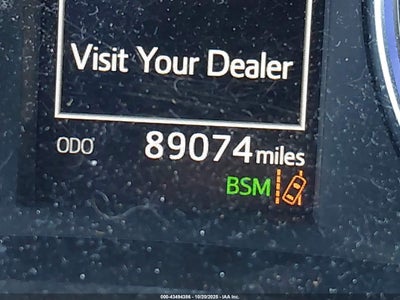 Visit Your Dealer
ODO 89074 miles
BSM
000-43494386 - 10/20/2025 - IAA Inc.